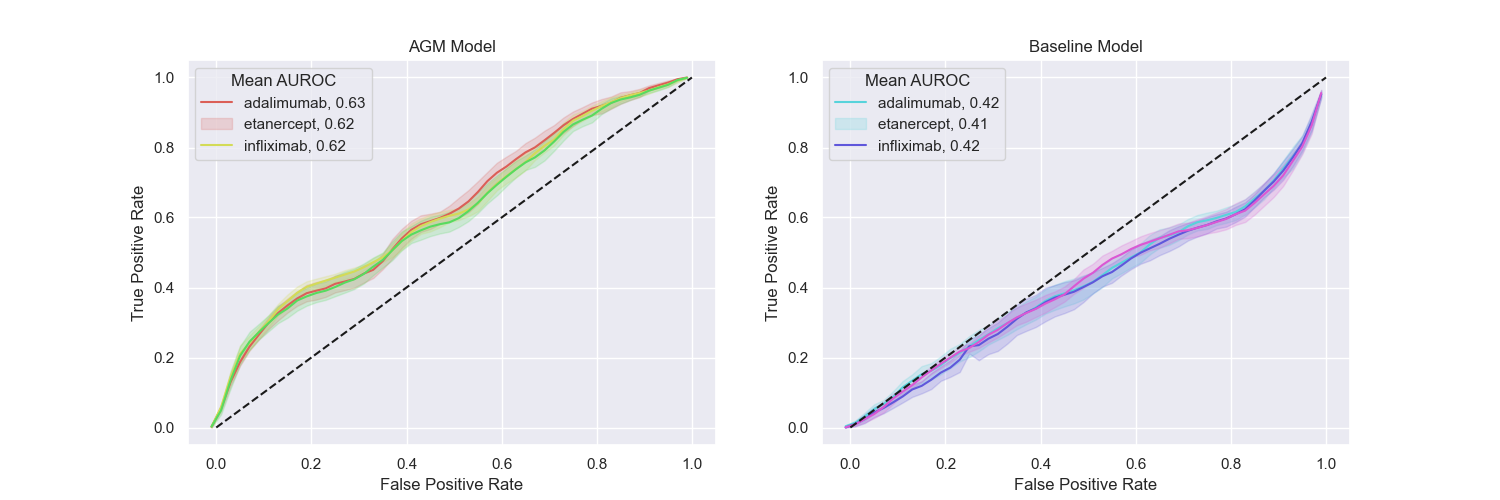 AGM Model
Mean AUROC
adalimumab, 0.63
etanercept, 0.62
infliximab, 0.62
True Positive Rate
1.0
0.8
0.6
0.4
0.2
0.0
0.0 0.2 0.4 0.6 0.8 1.0
False Positive Rate
Baseline Model
Mean AUROC
adalimumab, 0.42
etanercept, 0.41
infliximab, 0.42
True Positive Rate
1.0
0.8
0.6
0.4
0.2
0.0
0.0 0.2 0.4 0.6 0.8 1.0
False Positive Rate